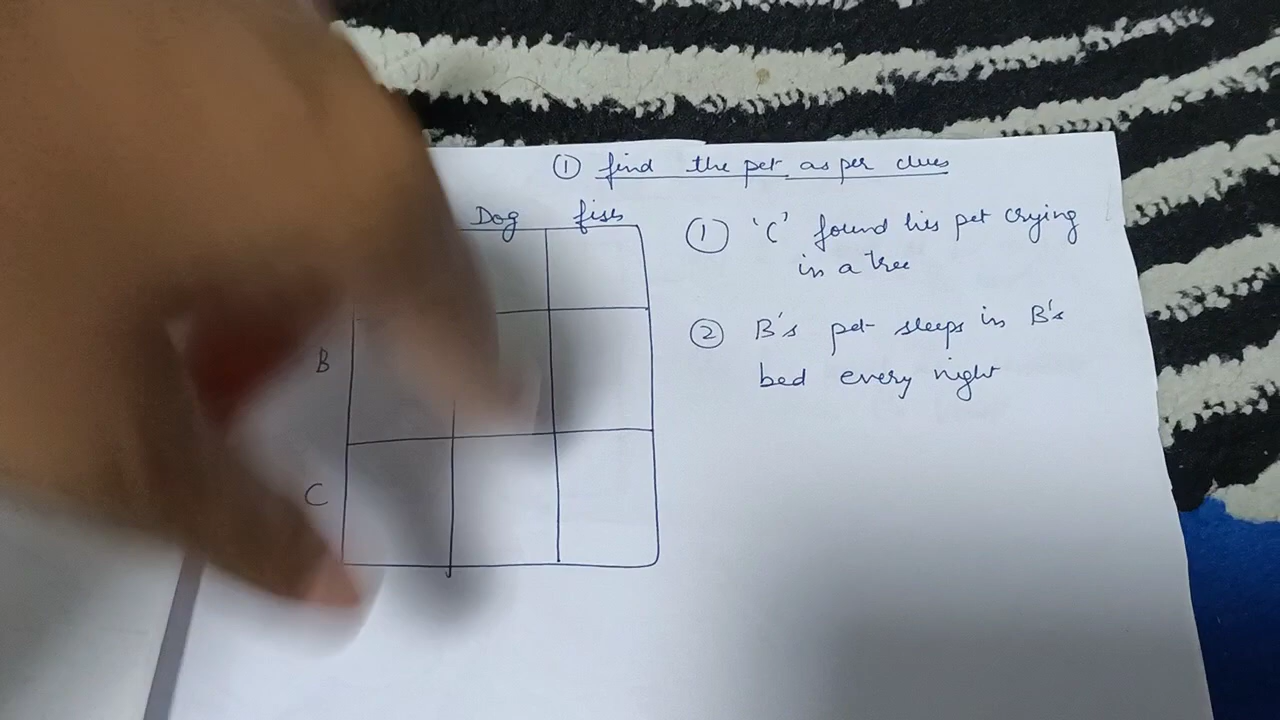 ① find the pet as per clues
Dog fish
B
C
① 'C' found his pet crying
in a tree
② B's pet sleeps in B's
bed every night